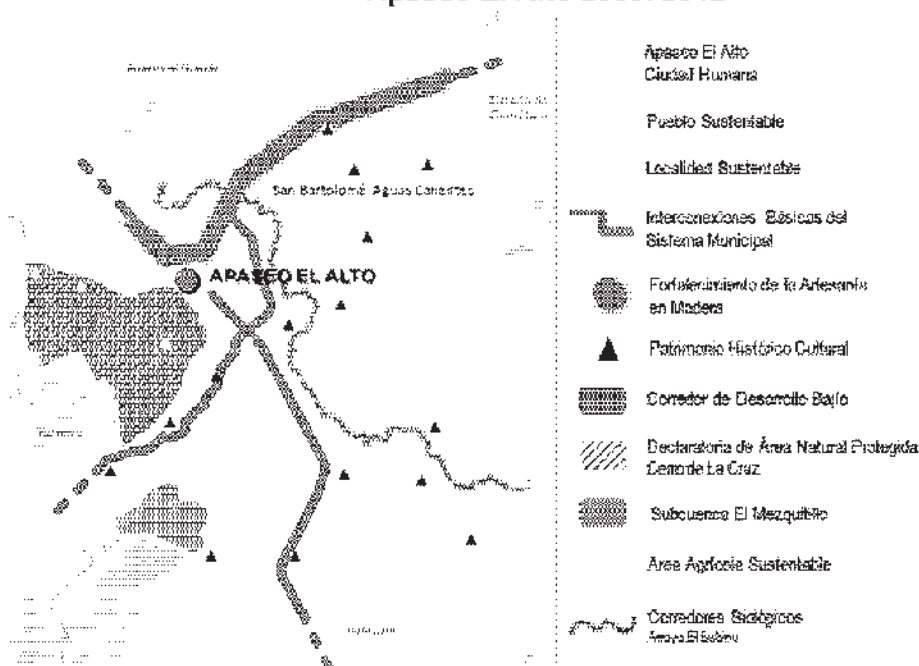 San Bartolomé Aguas Calientes
APASEO EL ALTO
Apaseo El Alto
Ciudad Humana
Pueblo Sustentable
Localidad Sustentable
Interconexiones Básicas del
Sistema Municipal
Fortalecimiento de la Artesanía
en Madera
Patrimonio Histórico Cultural
Corredor de Desarrollo Bajío
Declaratoria de Área Natural Protegida
Cerro de La Cruz
Subcuenca El Mezquitillo
Área Agrícola Sustentable
Corredores Biológicos